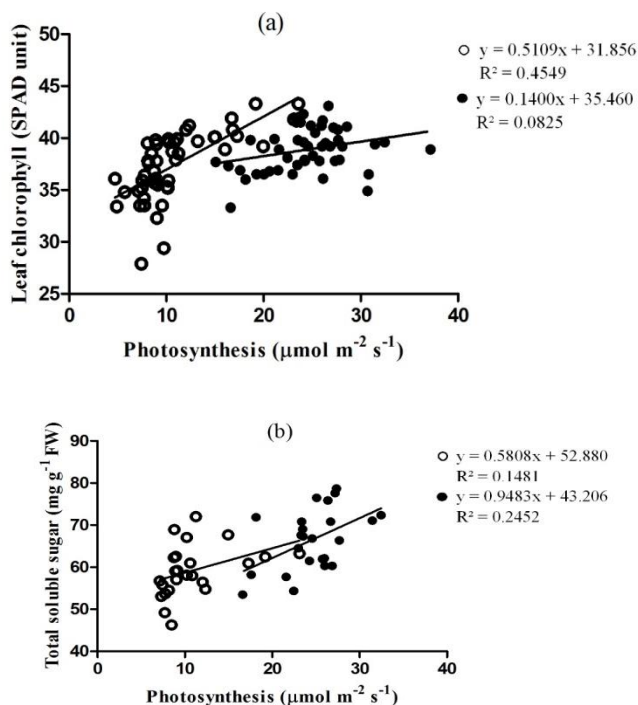 (a)
y = 0.5109x + 31.856
R² = 0.4549
y = 0.1400x + 35.460
R² = 0.0825
Leaf chlorophyll (SPAD unit)
50
45
40
35
30
25
0 10 20 30 40
Photosynthesis (μmol m⁻² s⁻¹)
(b)
y = 0.5808x + 52.880
R² = 0.1481
y = 0.9483x + 43.206
R² = 0.2452
Total soluble sugar (mg g⁻¹ FW)
90
80
70
60
50
40
0 10 20 30 40
Photosynthesis (μmol m⁻² s⁻¹)